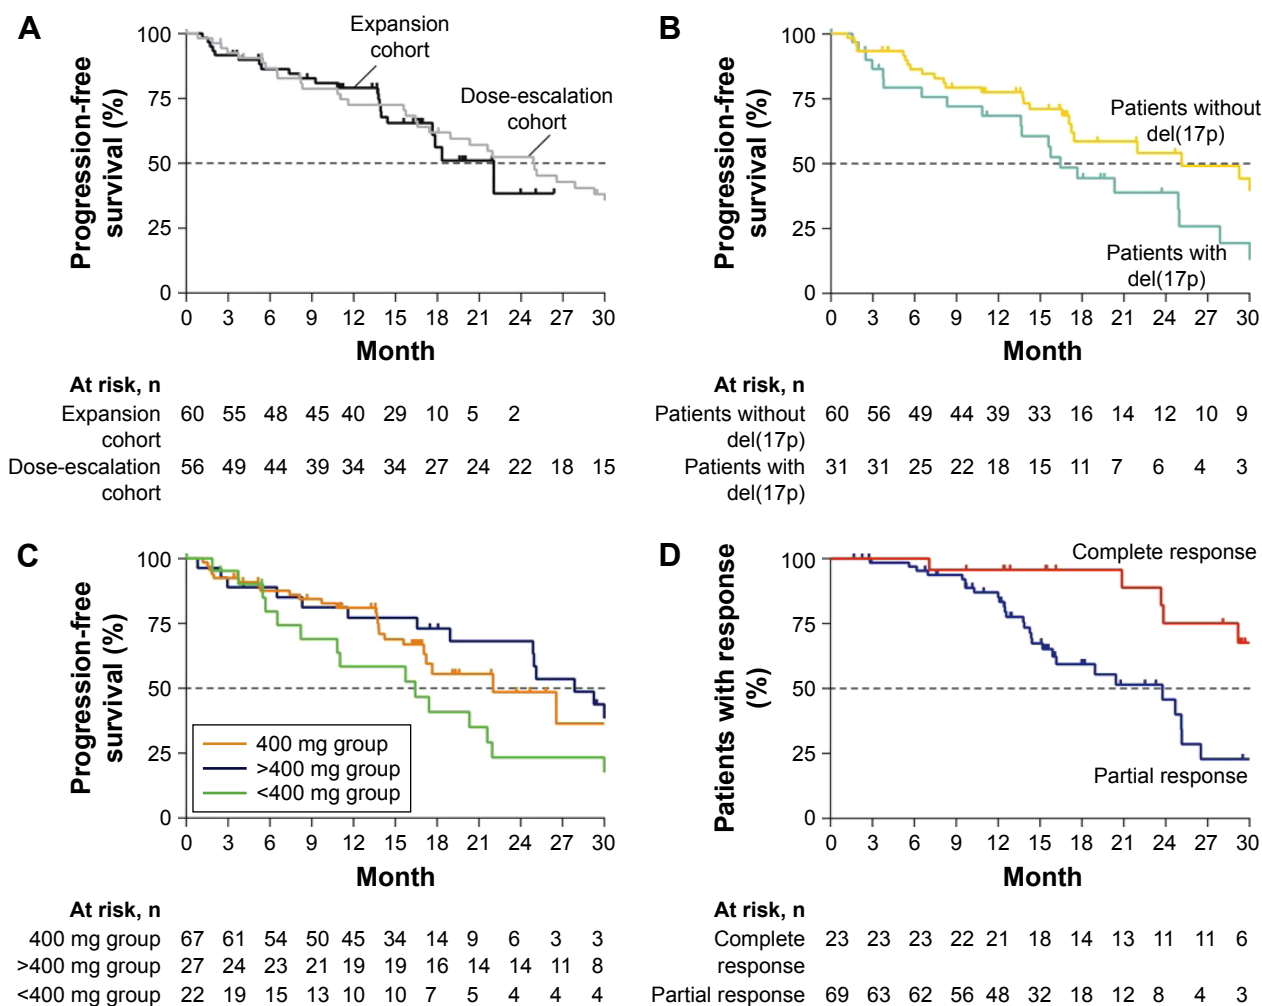 A
Progression-free
survival (%)
100
75
50
25
0
Expansion
cohort
Dose-escalation
cohort
0 3 6 9 12 15 18 21 24 27 30
Month
At risk, n
Expansion
cohort
60 55 48 45 40 29 10 5 2
Dose-escalation
cohort
56 49 44 39 34 34 27 24 22 18 15
B
Progression-free
survival (%)
100
75
50
25
0
Patients without
del(17p)
Patients with
del(17p)
0 3 6 9 12 15 18 21 24 27 30
Month
At risk, n
Patients without
del(17p)
60 56 49 44 39 33 16 14 12 10 9
Patients with
del(17p)
31 31 25 22 18 15 11 7 6 4 3
C
Progression-free
survival (%)
100
75
50
25
0
400 mg group
>400 mg group
<400 mg group
0 3 6 9 12 15 18 21 24 27 30
Month
At risk, n
400 mg group 67 61 54 50 45 34 14 9 6 3 3
>400 mg group 27 24 23 21 19 19 16 14 14 11 8
<400 mg group 22 19 15 13 10 10 7 5 4 4 4
D
Patients with response
(%)
100
75
50
25
0
Complete response
Partial response
0 3 6 9 12 15 18 21 24 27 30
Month
At risk, n
Complete
response
23 23 23 22 21 18 14 13 11 11 6
Partial response 69 63 62 56 48 32 18 12 8 4 3